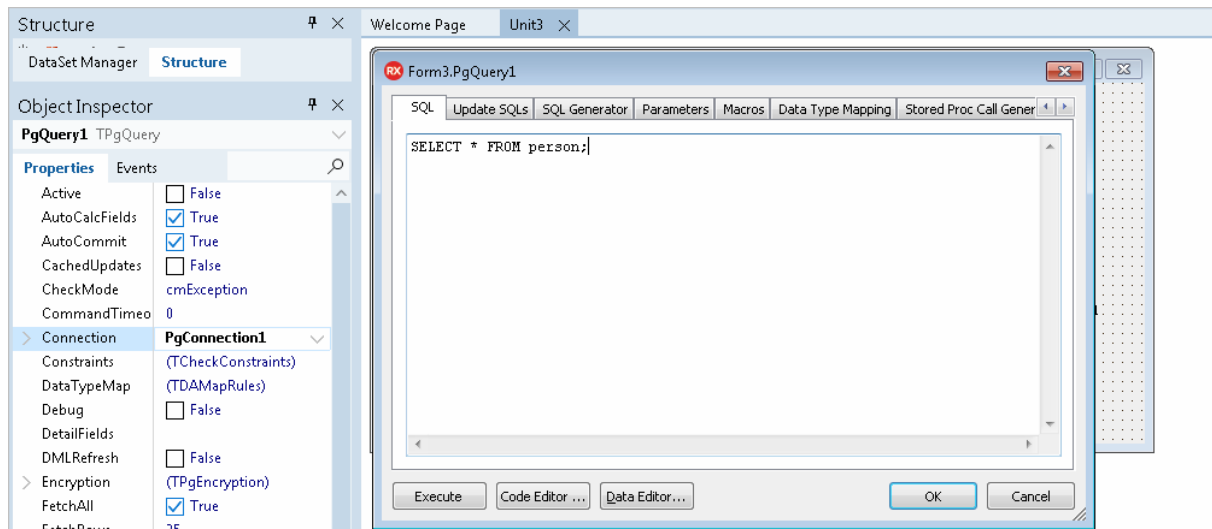 Structure
DataSet Manager Structure
Object Inspector
PgQuery1 TPgQuery
Properties Events
Active False
AutoCalcFields True
AutoCommit True
CachedUpdates False
CheckMode cmException
CommandTimeo 0
Connection PgConnection1
Constraints (TCheckConstraints)
DataTypeMap (TDAMapRules)
Debug False
DetailFields
DMLRefresh False
Encryption (TPgEncryption)
FetchAll True
FetchRows 25
Welcome Page Unit3
RX Form3.PgQuery1
SQL Update SQLs SQL Generator Parameters Macros Data Type Mapping Stored Proc Call Gener
SELECT * FROM person;
Execute Code Editor ... Data Editor... OK Cancel